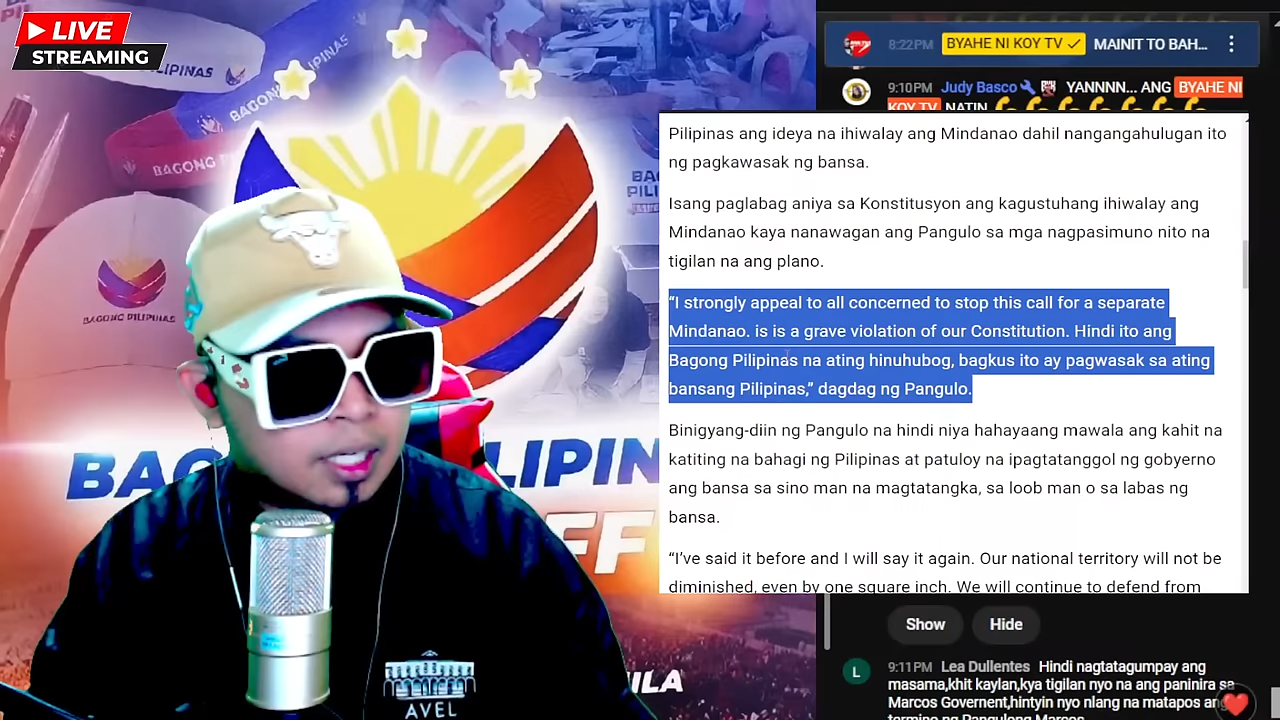 LIVE
STREAMING
PILIPINAS
BAGONG PILIPINAS
BAGONG
BAGONG PILIPINAS
8:22PM BYAHE NI KOY TV MAINIT TO BAH...
9:10PM Judy Basco YANNNN... ANG BYAHE NI
KOY TV NATIN
Pilipinas ang ideya na ihiwalay ang Mindanao dahil nangangahulugan ito
ng pagkawasak ng bansa.
Isang paglabag aniya sa Konstitusyon ang kagustuhang ihiwalay ang
Mindanao kaya nanawagan ang Pangulo sa mga nagpasimuno nito na
tigilan na ang plano.
“I strongly appeal to all concerned to stop this call for a separate
Mindanao. is is a grave violation of our Constitution. Hindi ito ang
Bagong Pilipinas na ating hinuhubog, bagkus ito ay pagwasak sa ating
bansang Pilipinas,” dagdag ng Pangulo.
Binigyang-diin ng Pangulo na hindi niya hahayaang mawala ang kahit na
katiting na bahagi ng Pilipinas at patuloy na ipagtatanggol ng gobyerno
ang bansa sa sino man na magtatangka, sa loob man o sa labas ng
bansa.
“I’ve said it before and I will say it again. Our national territory will not be
diminished, even by one square inch. We will continue to defend from
Show Hide
9:11PM Lea Dullentes Hindi nagtatagumpay ang
masama,khit kaylan,kya tigilan nyo na ang paninira sa
Marcos Governent,hintyin nyo nlang na matapos ang
termino ng Pangulong Marcos
AVEL